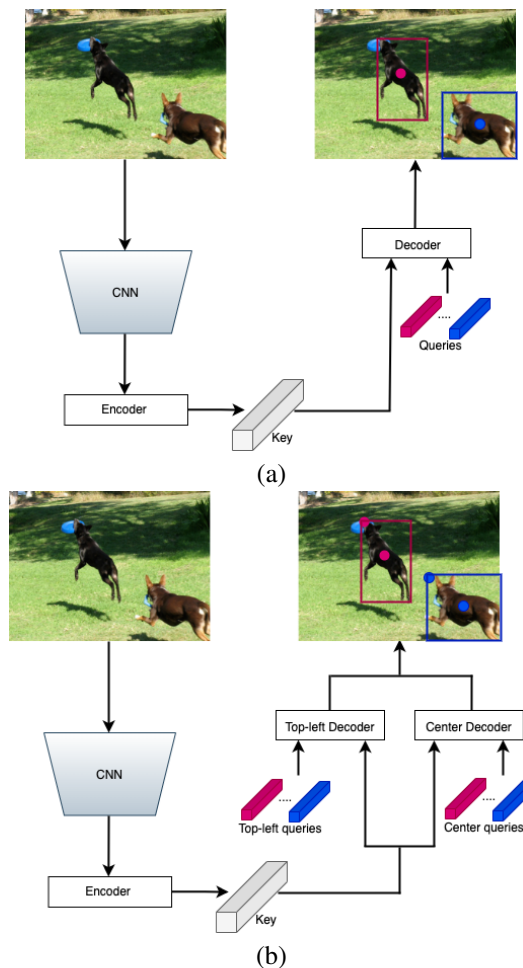 CNN
Decoder
....
Queries
Encoder
Key
(a)
CNN
Top-left Decoder
Center Decoder
....
....
Top-left queries
Center queries
Encoder
Key
(b)